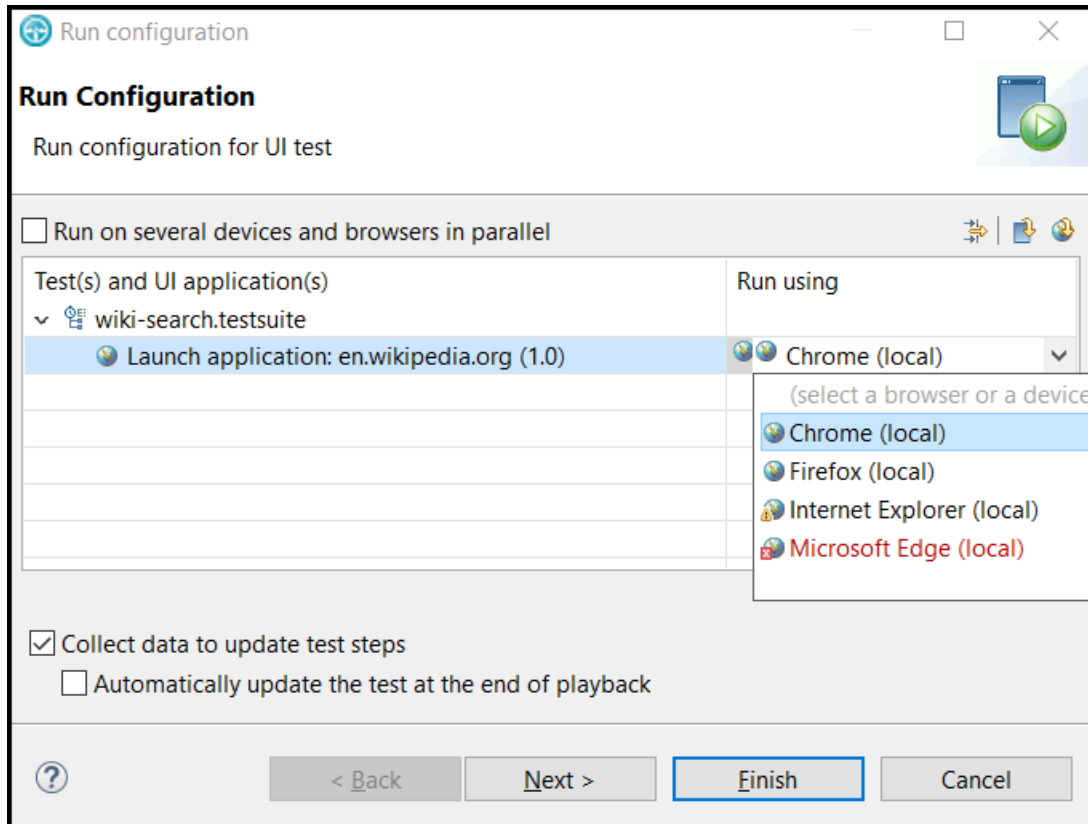 Run configuration
Run Configuration
Run configuration for UI test
Run on several devices and browsers in parallel
Test(s) and UI application(s) Run using
wiki-search.testsuite
Launch application: en.wikipedia.org (1.0) Chrome (local)
(select a browser or a device
Chrome (local)
Firefox (local)
Internet Explorer (local)
Microsoft Edge (local)
Collect data to update test steps
Automatically update the test at the end of playback
< Back Next > Finish Cancel